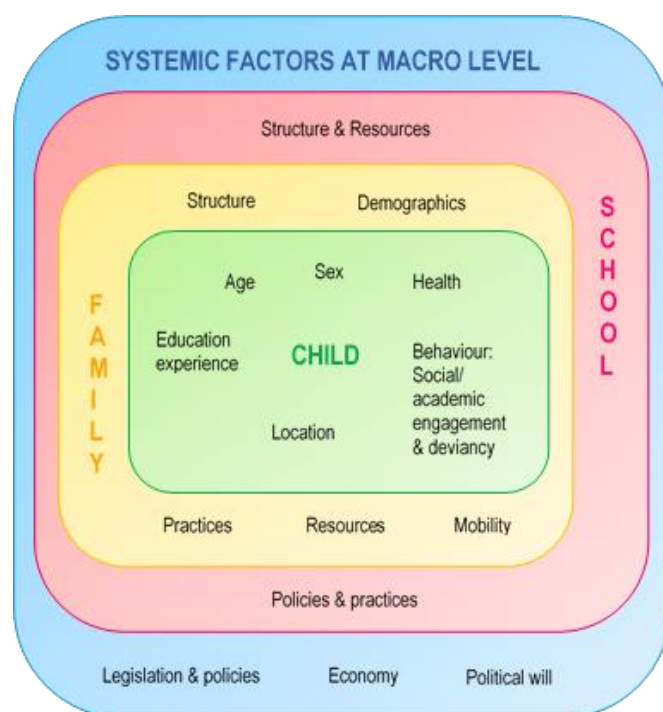 SYSTEMIC FACTORS AT MACRO LEVEL
Structure & Resources
SCHOOL
Structure
Demographics
FAMILY
Age
Sex
Health
Education
experience
CHILD
Behaviour:
Social/
academic
engagement
& deviancy
Location
Practices
Resources
Mobility
Policies & practices
Legislation & policies
Economy
Political will